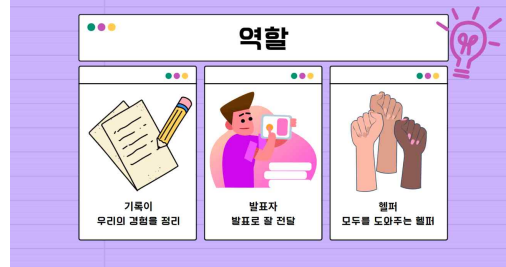 역할
기록이
우리의 경험을 정리
발표자
발표로 잘 전달
헬퍼
모두를 도와주는 헬퍼